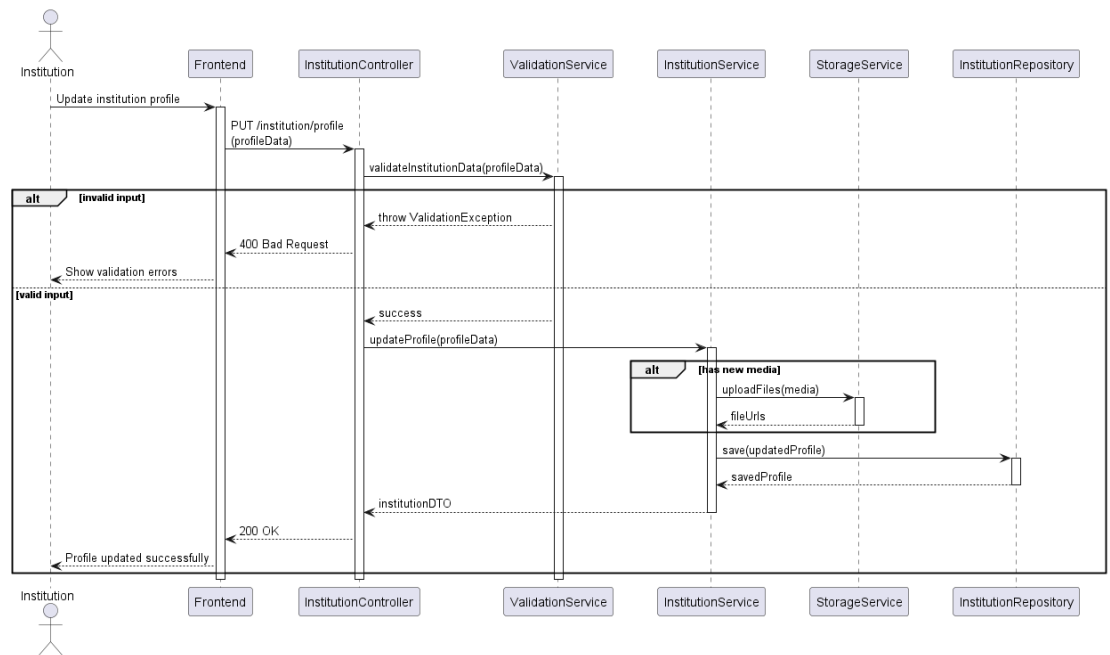 Institution
Frontend
InstitutionController
ValidationService
InstitutionService
StorageService
InstitutionRepository
Update institution profile
PUT /institution/profile
(profileData)
validateInstitutionData(profileData)
alt [invalid input]
throw ValidationException
400 Bad Request
Show validation errors
[valid input]
success
updateProfile(profileData)
alt [has new media]
uploadFiles(media)
fileUrls
save(updatedProfile)
savedProfile
institutionDTO
200 OK
Profile updated successfully
Institution
Frontend
InstitutionController
ValidationService
InstitutionService
StorageService
InstitutionRepository